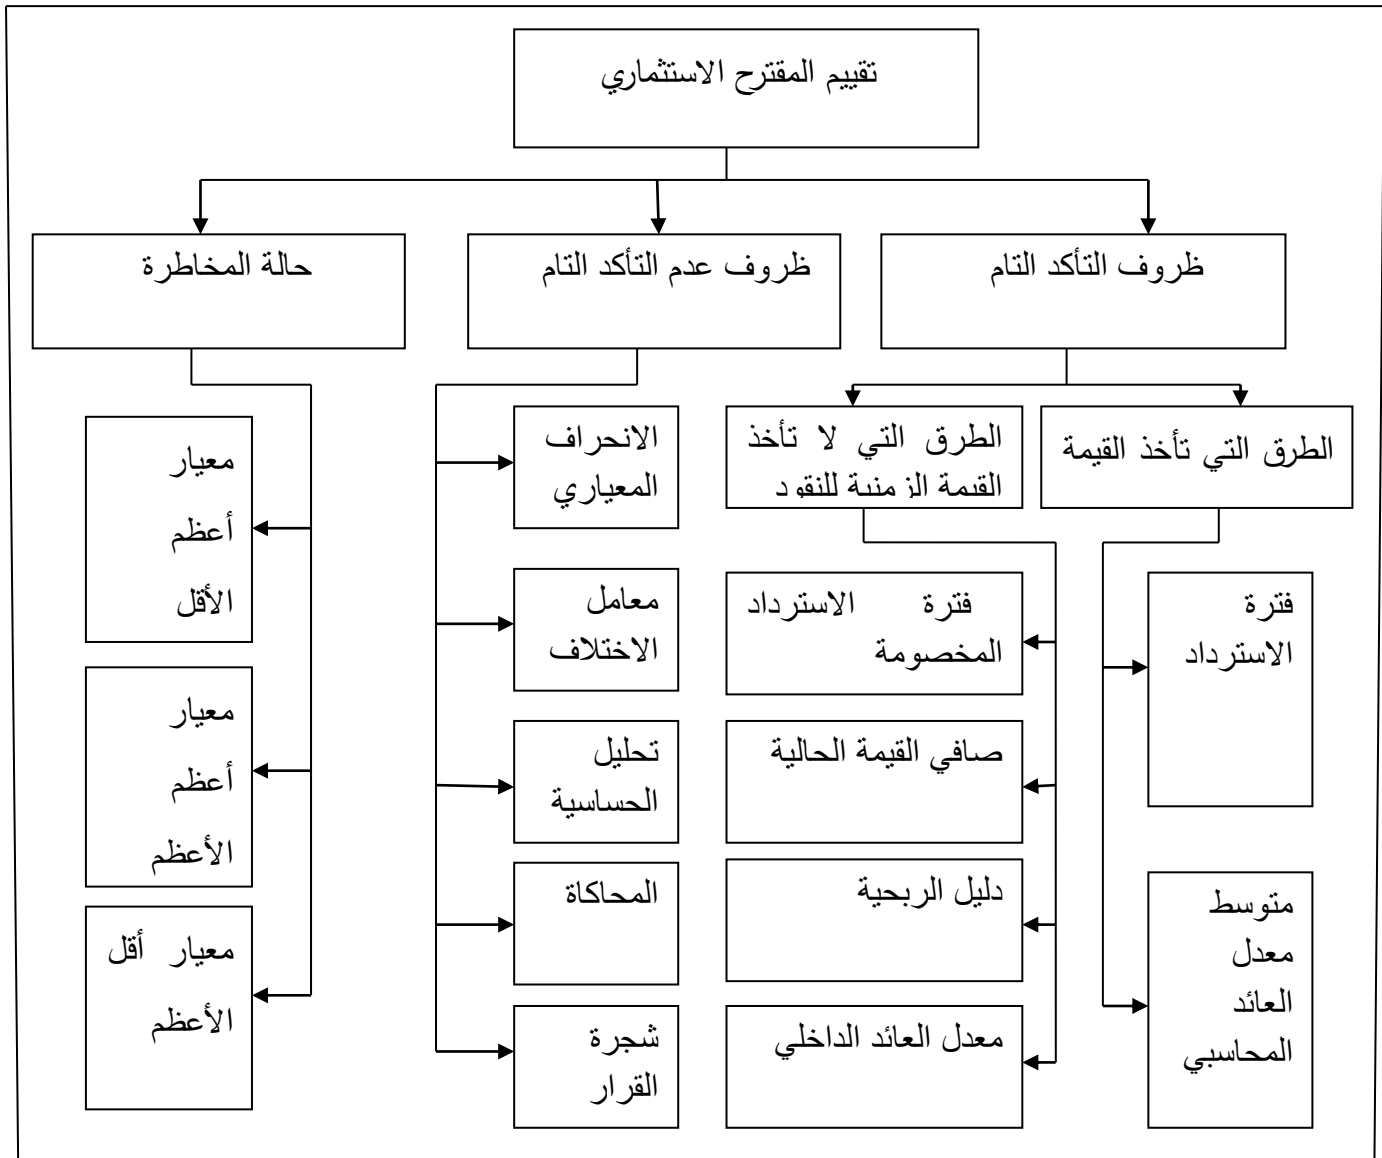 تقييم المقترح الاستثماري
ظروف التأكد التام
ظروف عدم التأكد التام
حالة المخاطرة
الطرق التي تأخذ القيمة
الطرق التي لا تأخذ
القيمة الزمنية للنقود
فترة
الاسترداد
متوسط
معدل
العائد
المحاسبي
فترة الاسترداد
المخصومة
صافي القيمة الحالية
دليل الربحية
معدل العائد الداخلي
الانحراف
المعياري
معامل
الاختلاف
تحليل
الحساسية
المحاكاة
شجرة
القرار
معيار
أعظم
الأقل
معيار
أعظم
الأعظم
معيار أقل
الأعظم